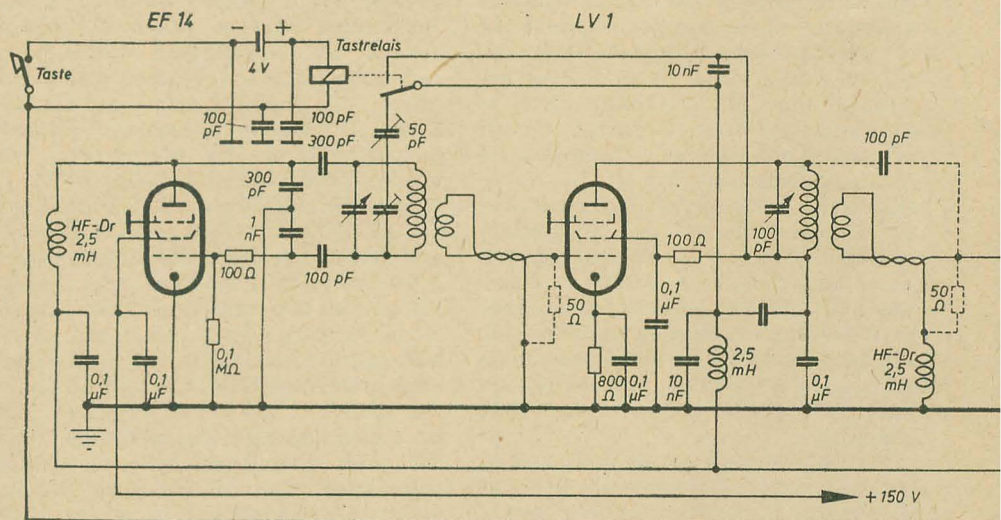 EF 14
LV 1
− +
4 V
Tastrelais
Taste
10 nF
100
pF
100 pF
300 pF
50
pF
100 pF
300
pF
1
nF
HF-Dr
2,5
mH
100 Ω
100 pF
100 Ω
100
pF
50
Ω
0,1
µF
50
Ω
0,1
MΩ
0,1
µF
0,1
µF
800
Ω
0,1
µF
10
nF
2,5
mH
0,1
µF
HF-Dr
2,5
mH
+ 150 V